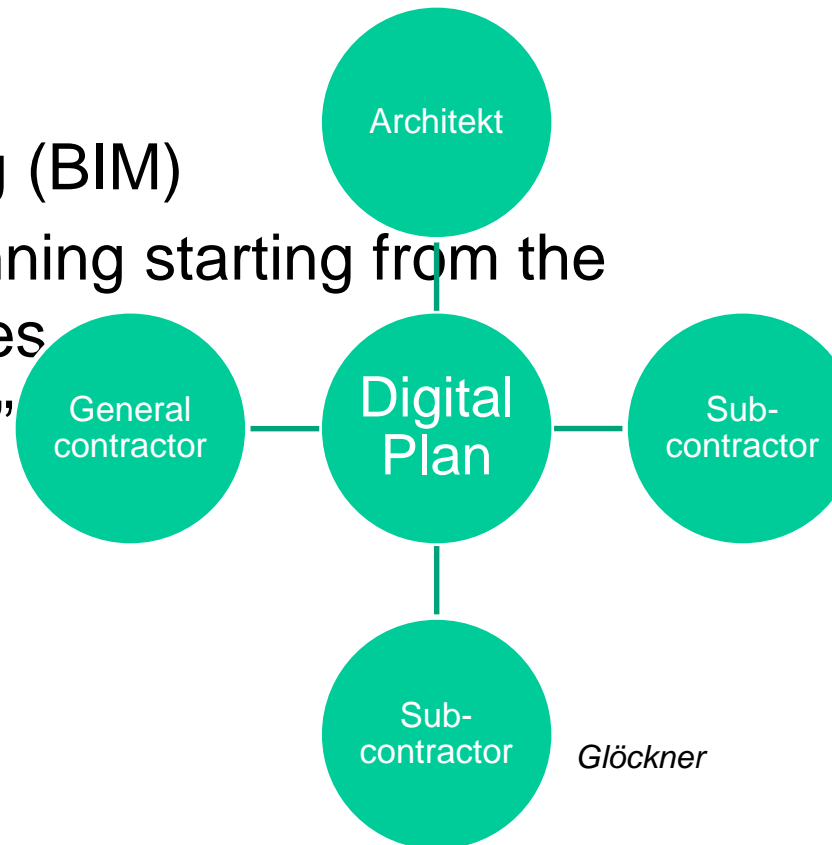 Architekt
g (BIM)
nning starting from the
es
”
General
contractor
Digital
Plan
Sub-
contractor
Sub-
contractor
Glöckner